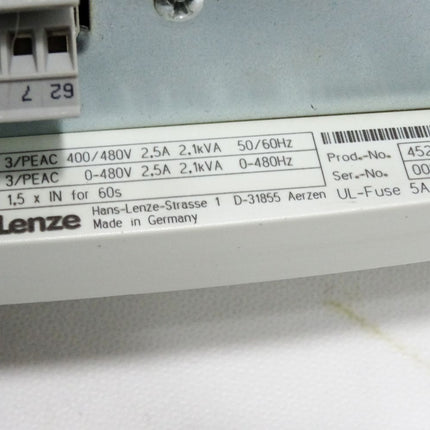 62 7
3/PEAC 400/480V 2.5A 2.1kVA 50/60Hz
3/PEAC 0-480V 2.5A 2.1kVA 0-480Hz
1,5 x IN for 60s
Prod.-No. 452
Ser.-No. 00
UL-Fuse 5A
Lenze Hans-Lenze-Strasse 1 D-31855 Aerzen
Made in Germany